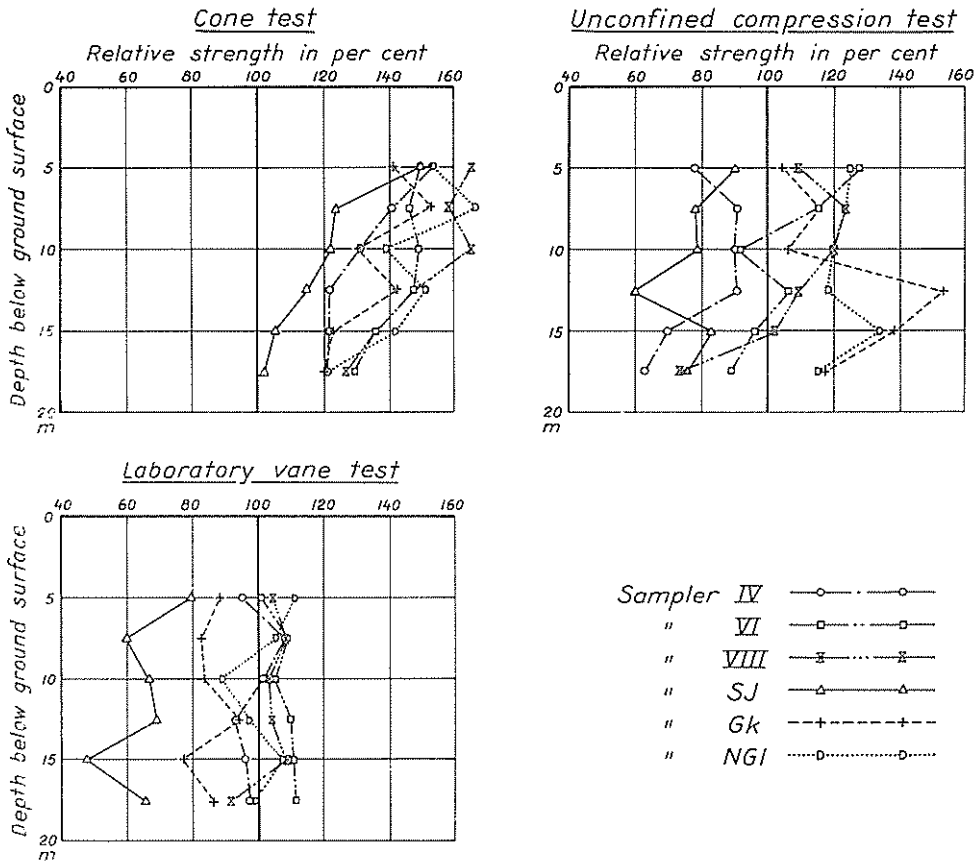 Cone test
Relative strength in per cent
40 60 80 100 120 140 160
Depth below ground surface
0
5
10
15
20
m
Unconfined compression test
Relative strength in per cent
40 60 80 100 120 140 160
0
5
10
15
20
m
Laboratory vane test
40 60 80 100 120 140 160
Depth below ground surface
0
5
10
15
20
m
Sampler IV
" VI
" VIII
" SJ
" Gk
" NGI